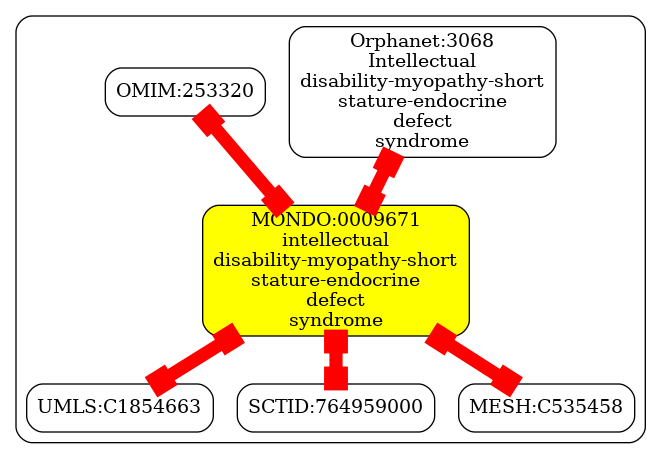 Orphanet:3068
Intellectual
disability-myopathy-short
stature-endocrine
defect
syndrome
OMIM:253320
MONDO:0009671
intellectual
disability-myopathy-short
stature-endocrine
defect
syndrome
UMLS:C1854663
SCTID:764959000
MESH:C535458